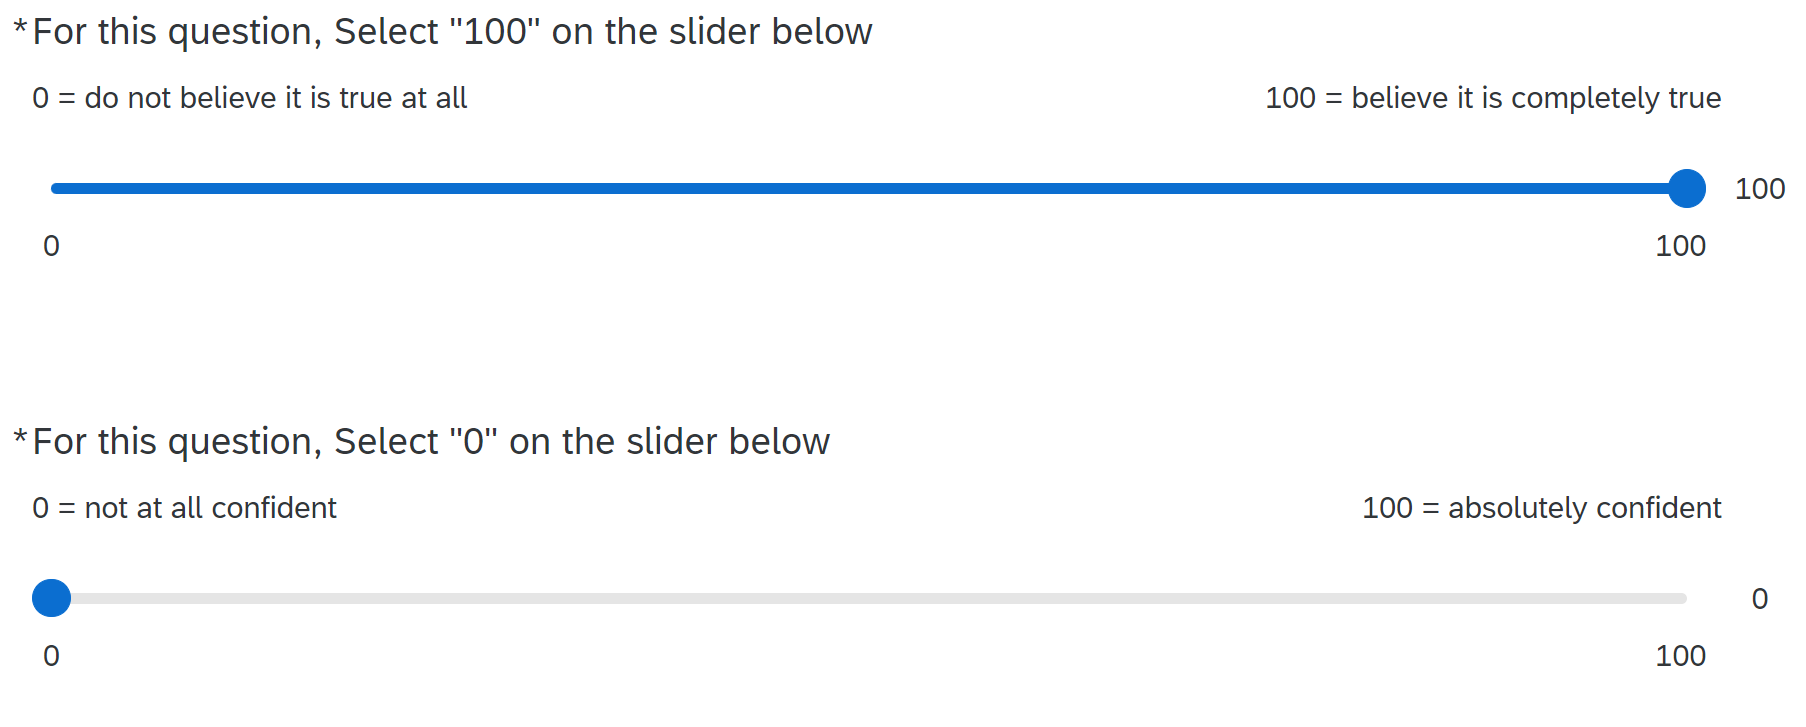 *For this question, Select "100" on the slider below
0 = do not believe it is true at all 100 = believe it is completely true
100
0 100
*For this question, Select "0" on the slider below
0 = not at all confident 100 = absolutely confident
0
0 100